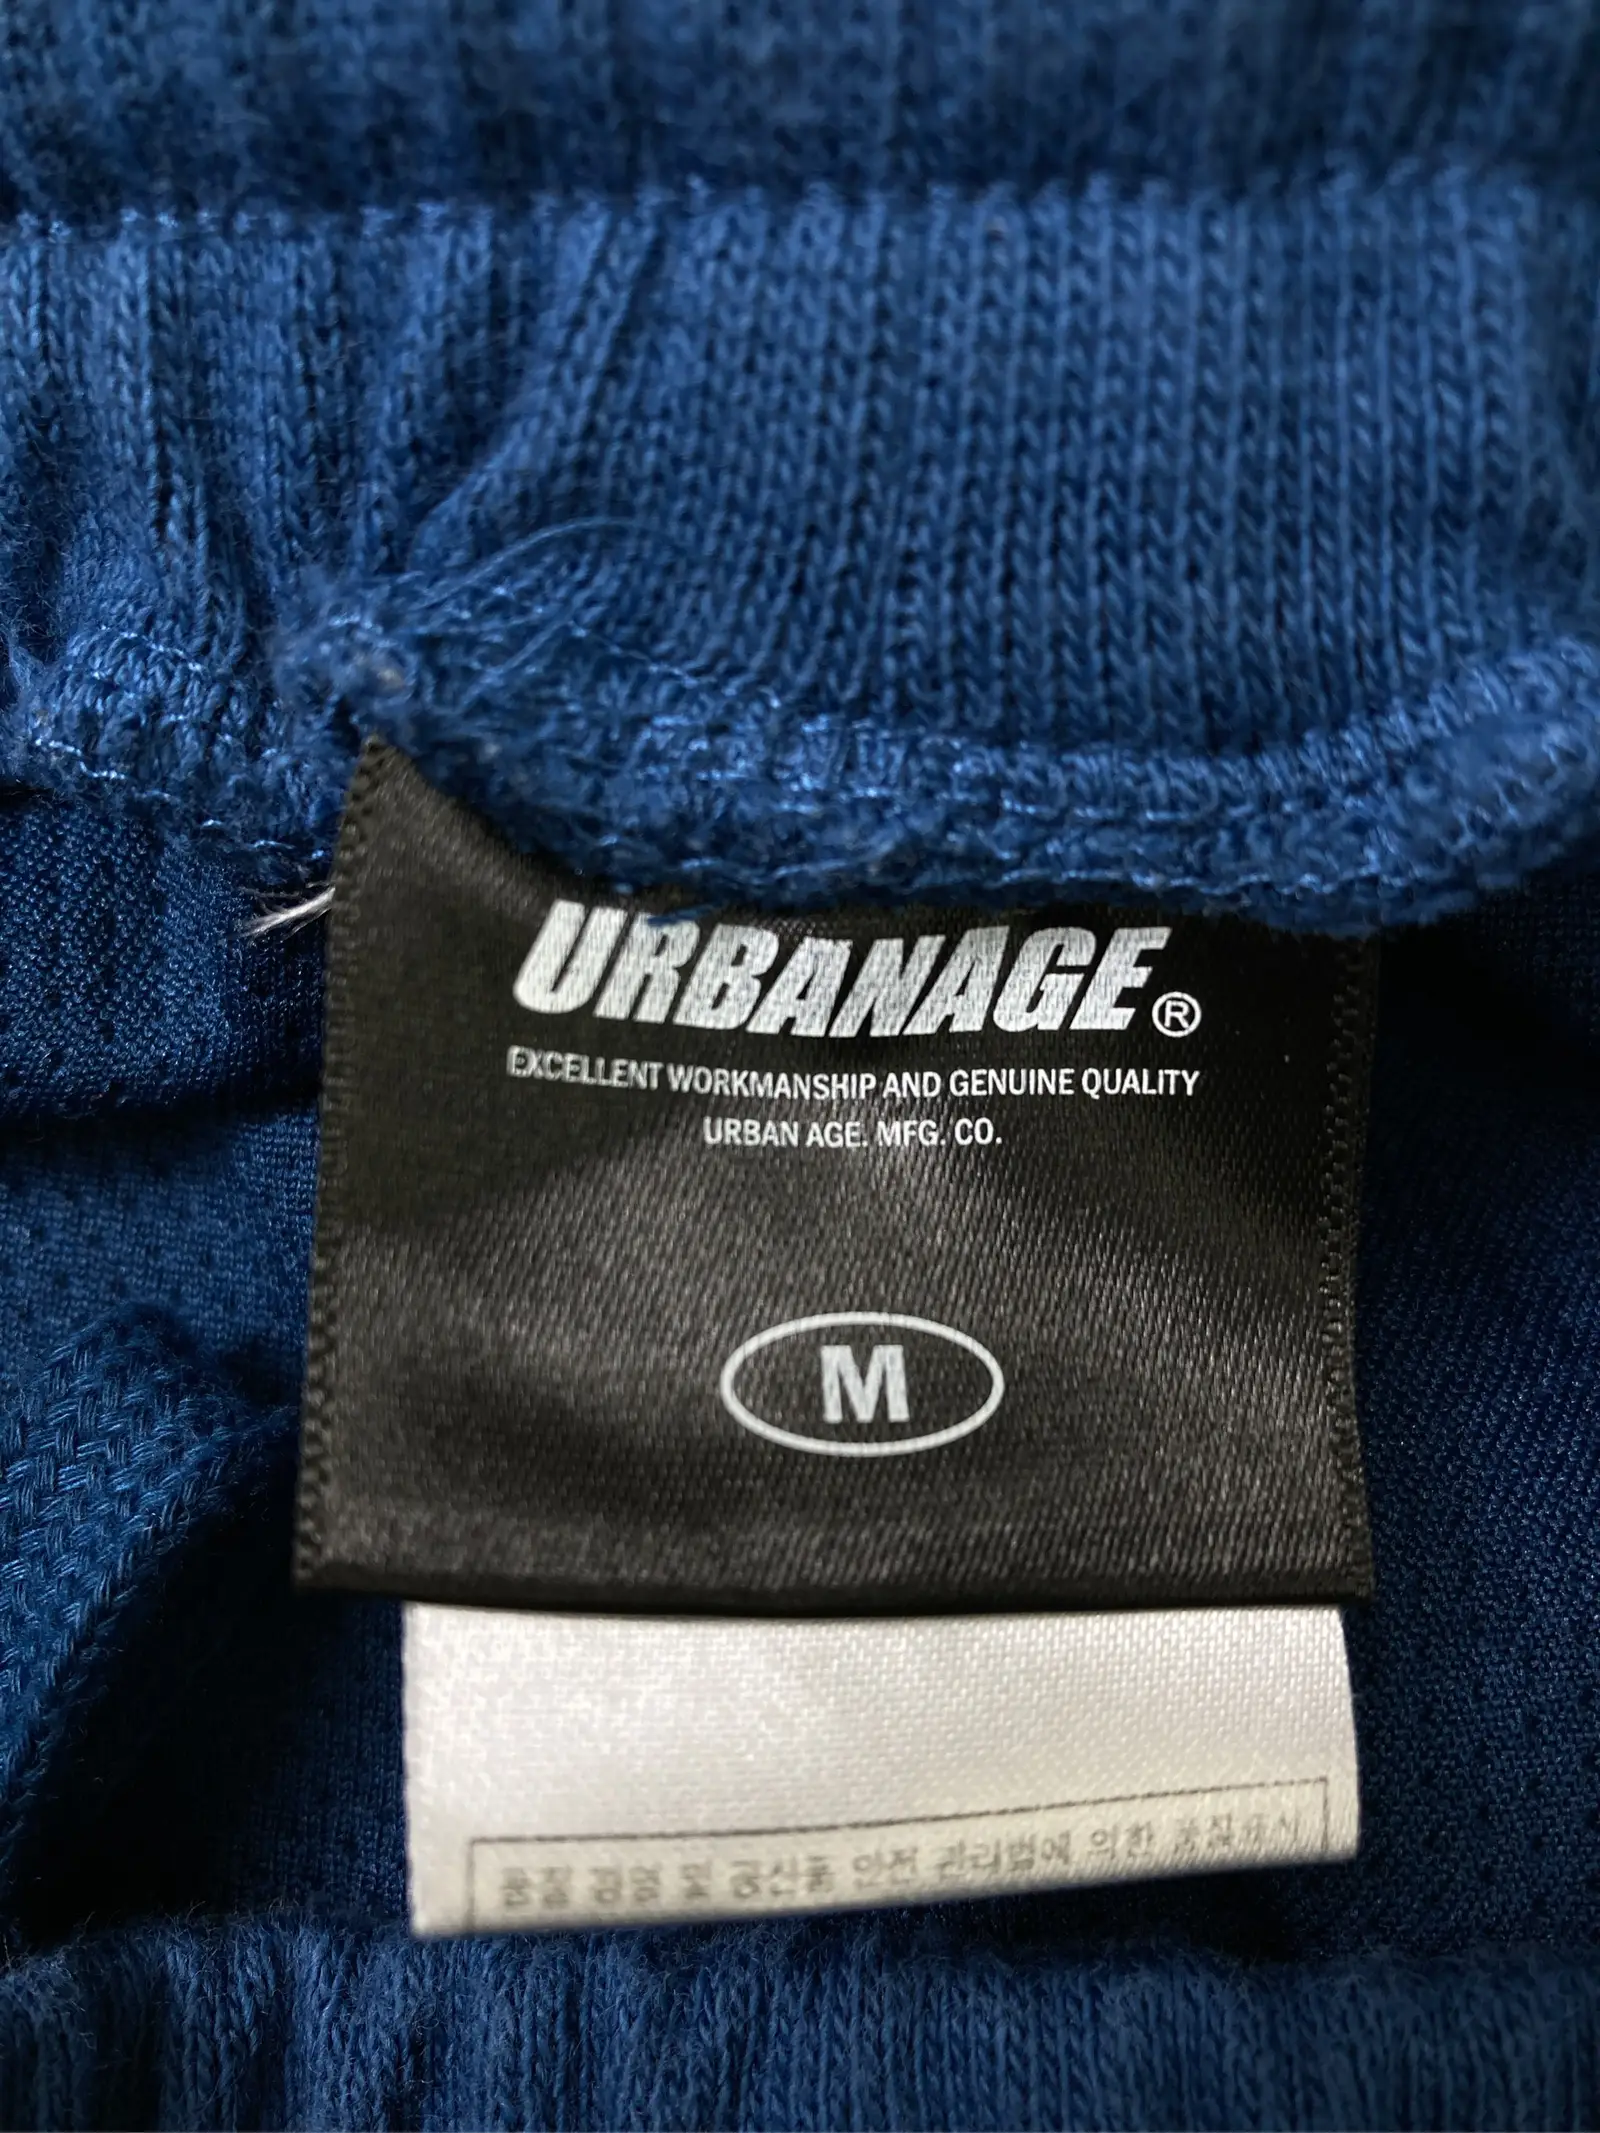 URBANAGE®
EXCELLENT WORKMANSHIP AND GENUINE QUALITY
URBAN AGE. MFG. CO.
M